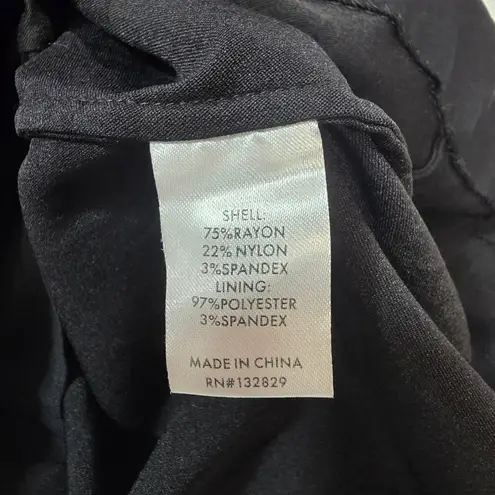 SHELL:
75%RAYON
22%NYLON
3%SPANDEX
LINING:
97%POLYESTER
3%SPANDEX
MADE IN CHINA
RN#132829